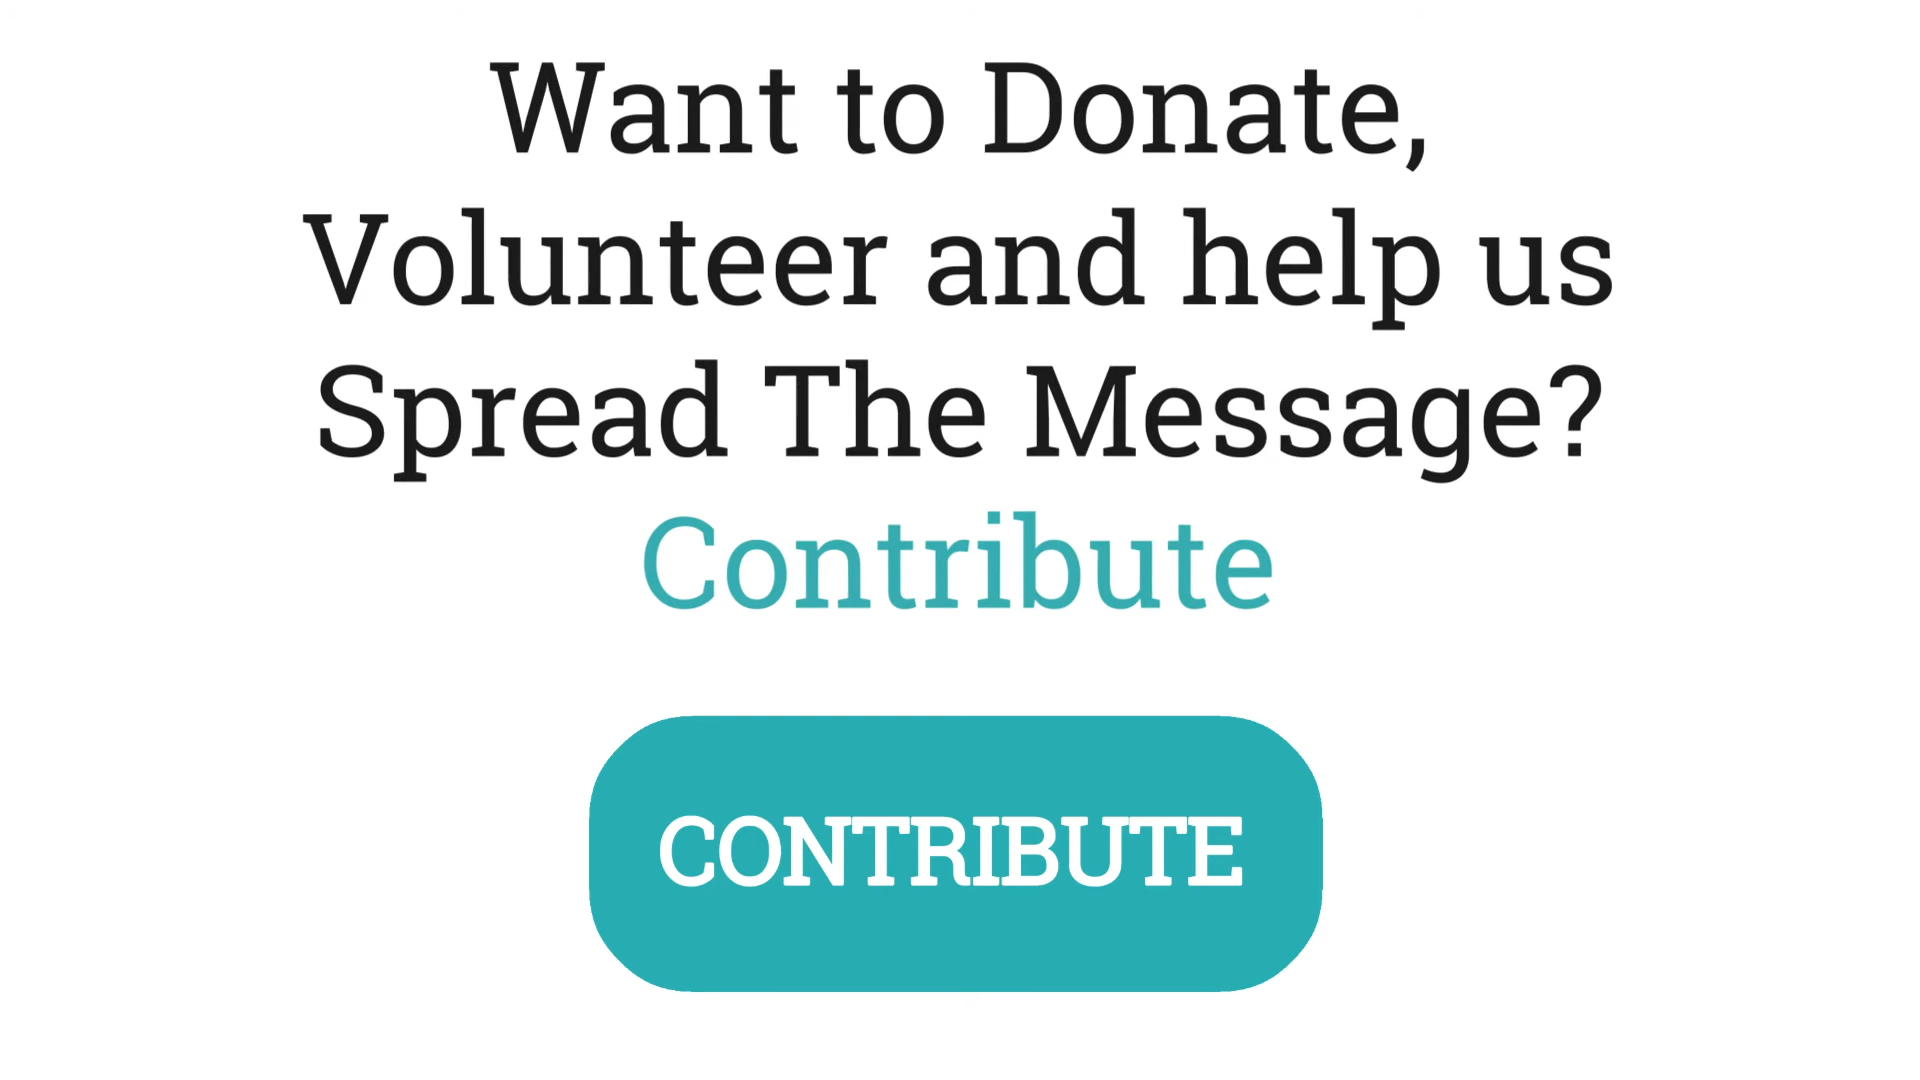 Want to Donate,
Volunteer and help us
Spread The Message?
Contribute
CONTRIBUTE